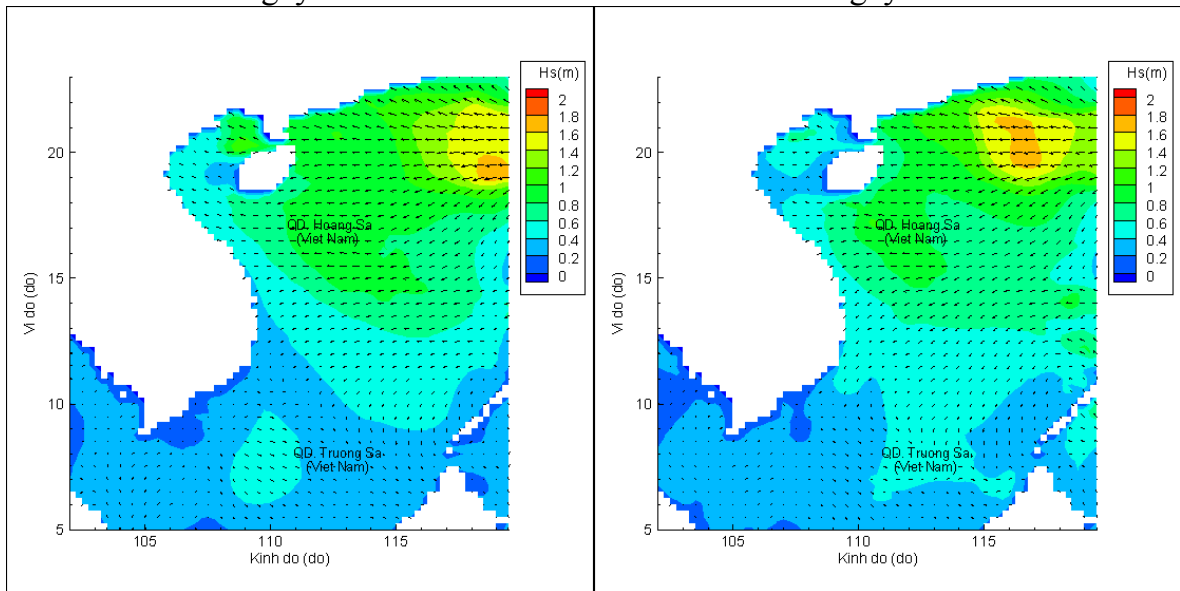 Hs(m)
2
1.8
1.6
1.4
1.2
1
0.8
0.6
0.4
0.2
0
20
15
10
5
Vi do (do)
QD. Hoang Sa
(Viet Nam)
QD. Truong Sa
(Viet Nam)
105
110
115
Kinh do (do)
Hs(m)
2
1.8
1.6
1.4
1.2
1
0.8
0.6
0.4
0.2
0
20
15
10
5
Vi do (do)
QD. Hoang Sa
(Viet Nam)
QD. Truong Sa
(Viet Nam)
105
110
115
Kinh do (do)